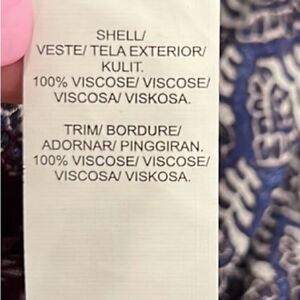 SHELL/
VESTE/ TELA EXTERIOR/
KULIT.
100% VISCOSE/ VISCOSE/
VISCOSA/ VISKOSA.
TRIM/ BORDURE/
ADORNAR/ PINGGIRAN.
100% VISCOSE/ VISCOSE/
VISCOSA/ VISKOSA.